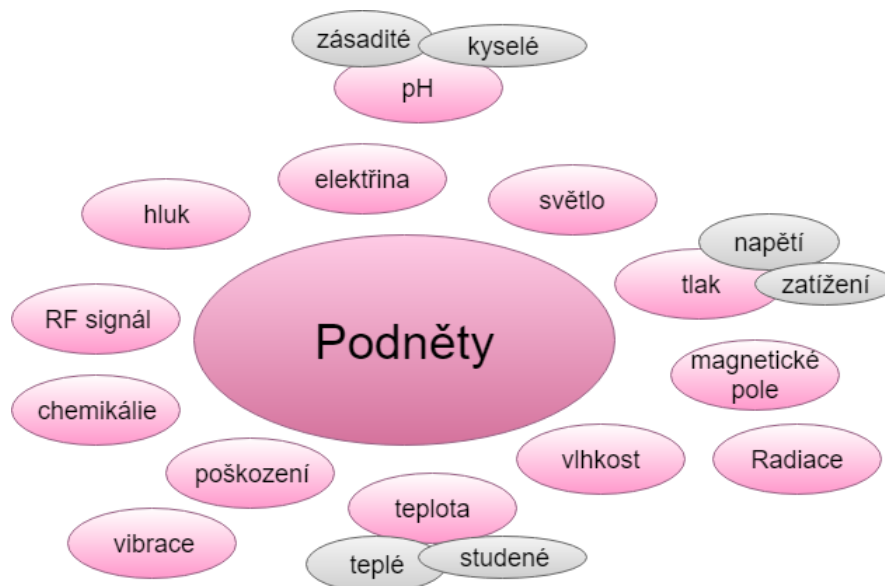 zásadité
kyselé
pH
elektřina
světlo
hluk
napětí
tlak
zatížení
RF signál
Podněty
magnetické
pole
chemikálie
vlhkost
Radiace
poškození
teplota
vibrace
teplé
studené